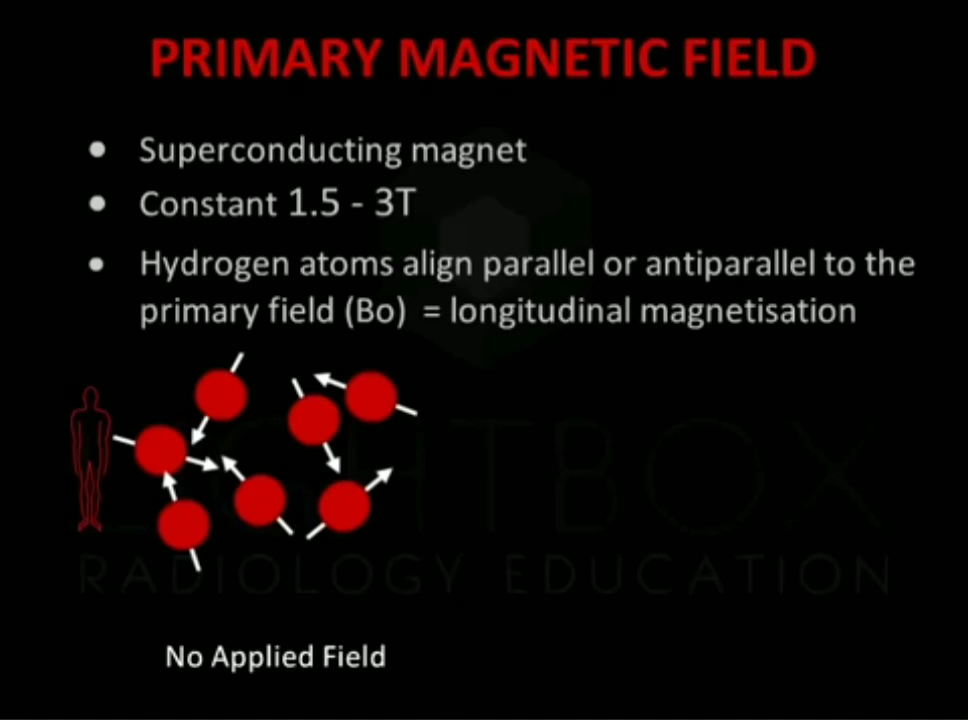 PRIMARY MAGNETIC FIELD
• Superconducting magnet
• Constant 1.5 - 3T
• Hydrogen atoms align parallel or antiparallel to the
primary field (Bo) = longitudinal magnetisation
LIGHTBOX
RADIOLOGY EDUCATION
No Applied Field